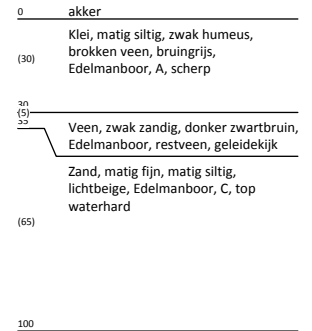 0 akker
Klei, matig siltig, zwak humeus,
brokken veen, bruingrijs,
(30)
Edelmanboor, A, scherp
30
(5)
35
Veen, zwak zandig, donker zwartbruin,
Edelmanboor, restveen, geleidekijk
Zand, matig fijn, matig siltig,
lichtbeige, Edelmanboor, C, top
waterhard
(65)
100